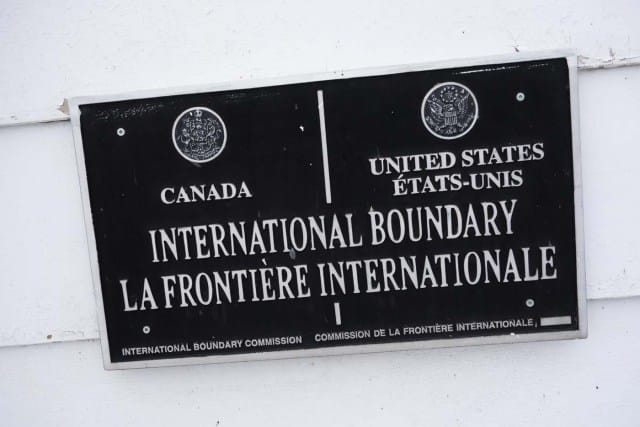 CANADA
UNITED STATES
ÉTATS-UNIS
INTERNATIONAL BOUNDARY
LA FRONTIÈRE INTERNATIONALE
INTERNATIONAL BOUNDARY COMMISSION
COMMISSION DE LA FRONTIÈRE INTERNATIONALE